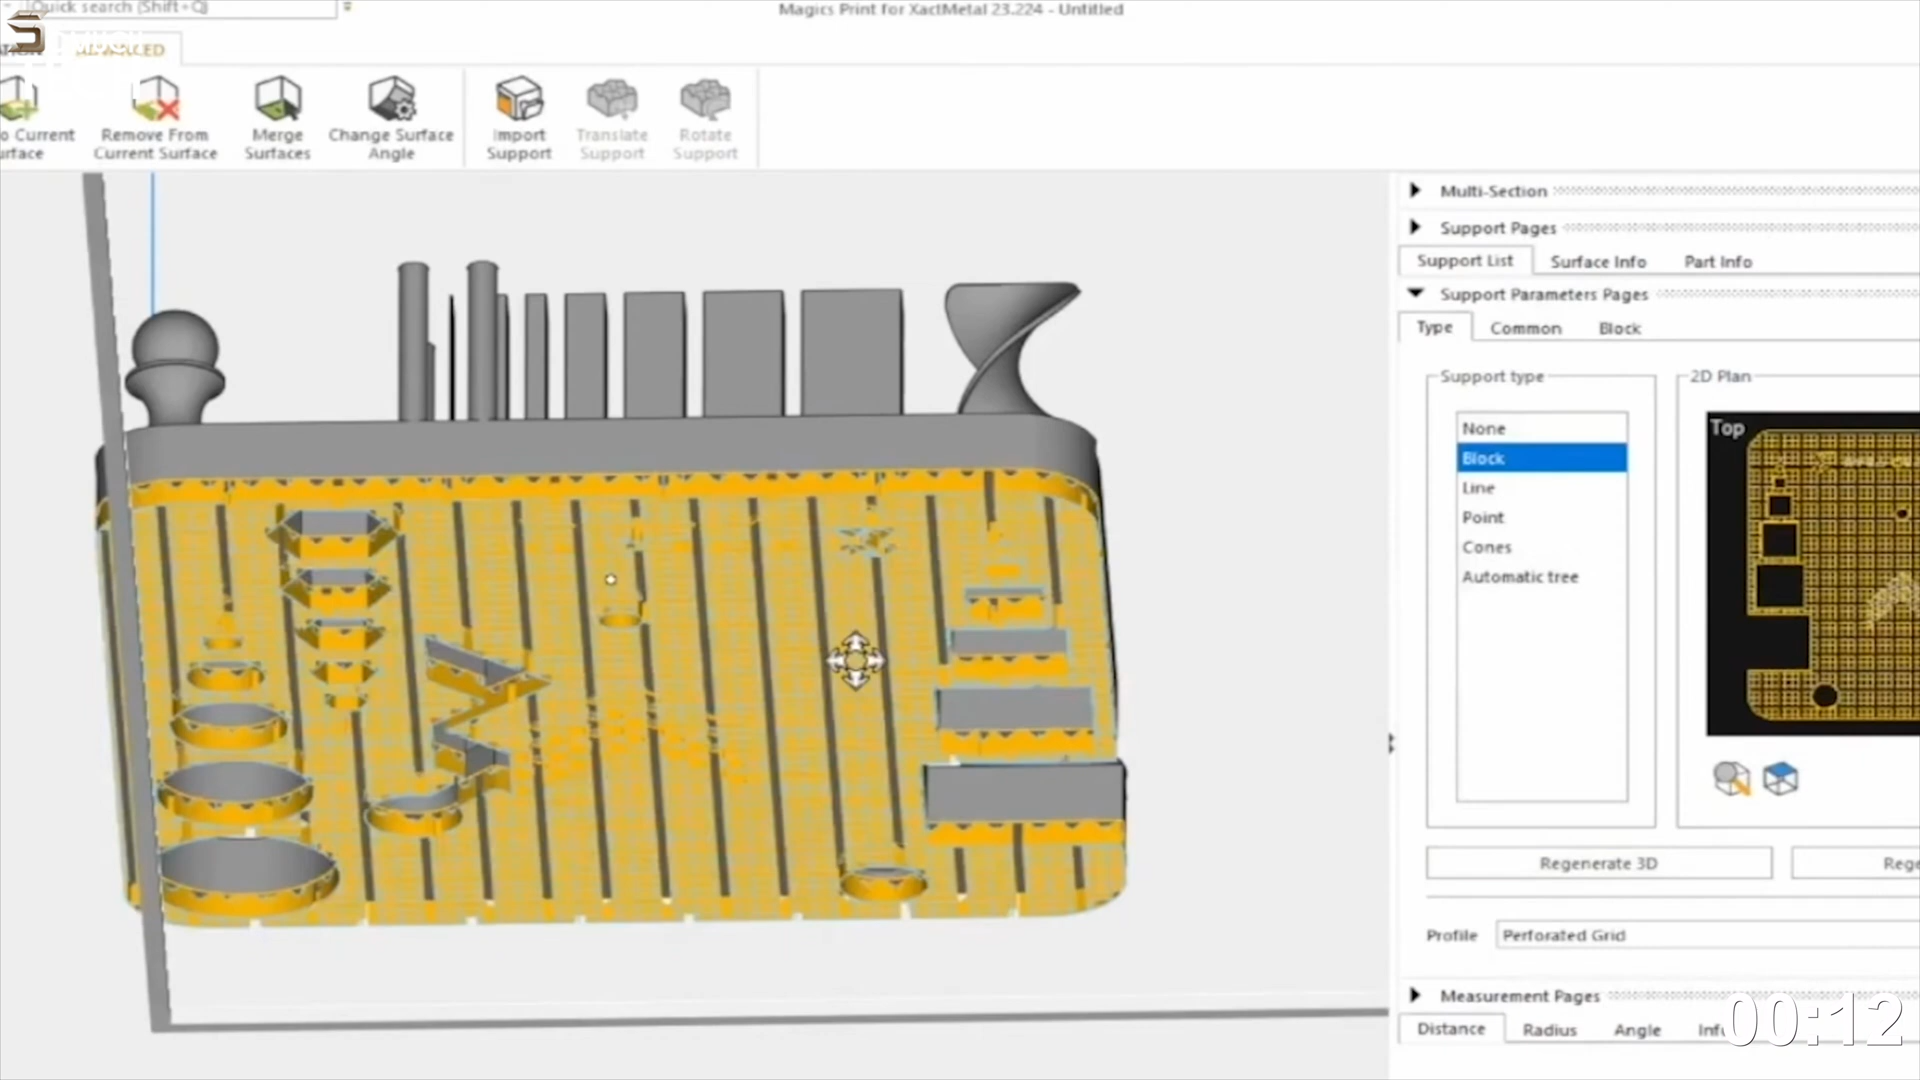 Quick search (Shift+Q)
Magics Print for XactMetal 23.224 - Untitled
o Current
urface
Remove From
Current Surface
Merge
Surfaces
Change Surface
Angle
Import
Support
Translate
Support
Rotate
Support
Multi-Section
Support Pages
Support List
Surface Info
Part Info
Support Parameters Pages
Type
Common
Block
Support type
2D Plan
Top
None
Block
Line
Point
Cones
Automatic tree
Regenerate 3D
Rege
Profile
Perforated Grid
Measurement Pages
Distance
Radius
Angle
Inf
00:12